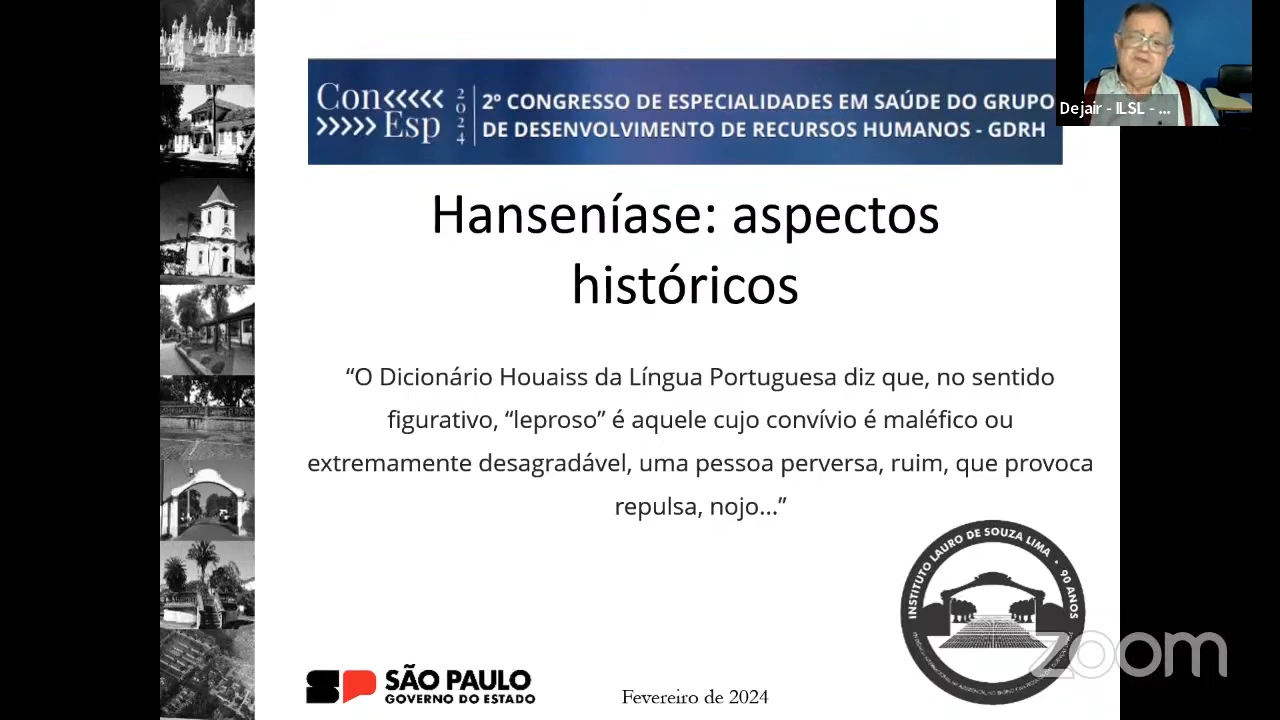 Con<<<<<
>>>>> Esp
2024
2º CONGRESSO DE ESPECIALIDADES EM SAÚDE DO GRUPO
DE DESENVOLVIMENTO DE RECURSOS HUMANOS - GDRH
Dejair - ILSL - ...
Hanseníase: aspectos
históricos
“O Dicionário Houaiss da Língua Portuguesa diz que, no sentido
figurativo, “leproso” é aquele cujo convívio é maléfico ou
extremamente desagradável, uma pessoa perversa, ruim, que provoca
repulsa, nojo...”
INSTITUTO LAURO DE SOUZA LIMA • 90 ANOS
zoom
SÃO PAULO
GOVERNO DO ESTADO
Fevereiro de 2024